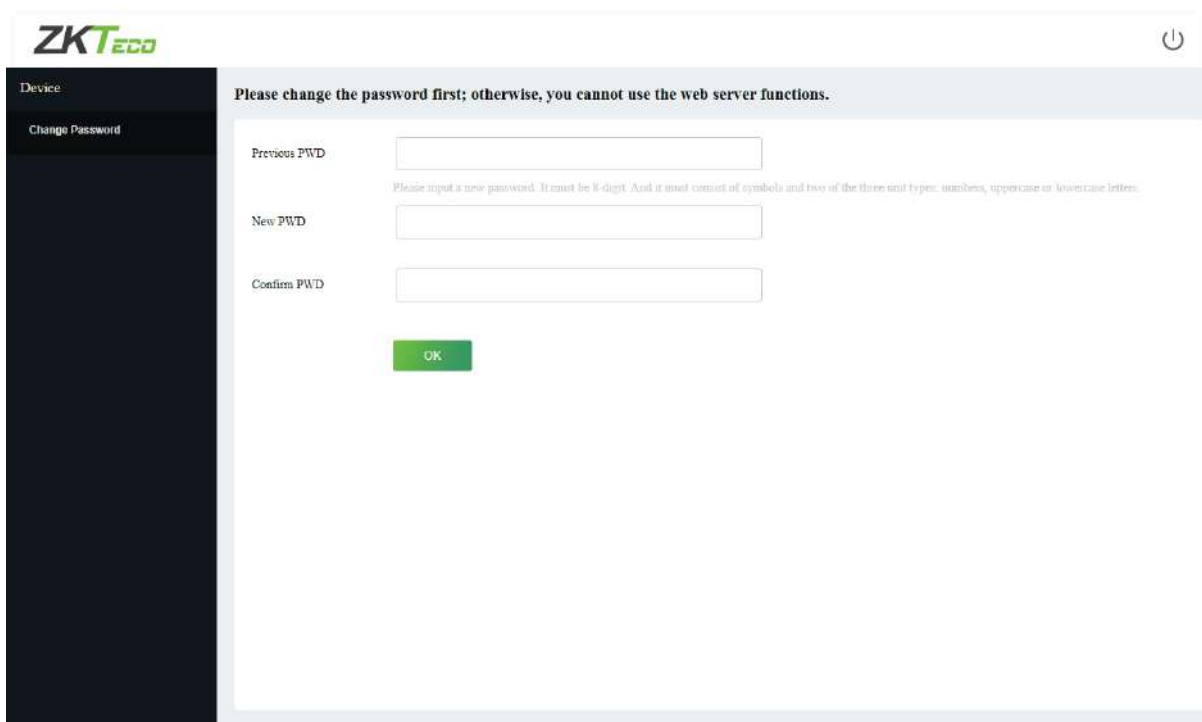 ZKTeco
Device
Change Password
Please change the password first; otherwise, you cannot use the web server functions.
Previous PWD
Please input a new password. It must be 8-digit. And it must consist of symbols and two of the three unit types: numbers, uppercase or lowercase letters.
New PWD
Confirm PWD
OK